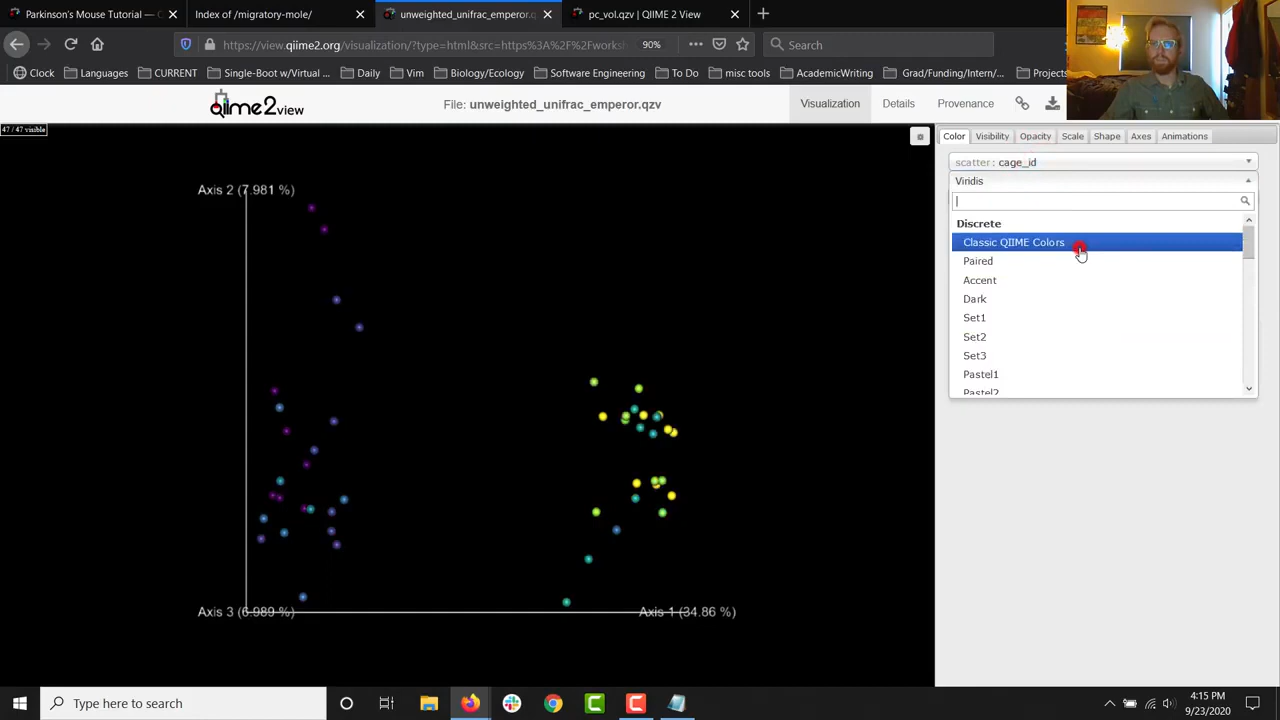 Parkinson's Mouse Tutorial — C
Index of /migratory-mole/
unweighted_unifrac_emperor.q
pc_vol.qzv | QIIME 2 View
https://view.qiime2.org/visualization/?type=html&src=https%3A%2F%2Fworksh
90%
Search
Clock
Languages
CURRENT
Single-Boot w/Virtual ...
Daily
Vim
Biology/Ecology
Software Engineering
To Do
misc tools
AcademicWriting
Grad/Funding/Intern/...
Projects
qiime2view
File: unweighted_unifrac_emperor.qzv
Visualization
Details
Provenance
47 / 47 visible
Color
Visibility
Opacity
Scale
Shape
Axes
Animations
scatter : cage_id
Viridis
Discrete
Classic QIIME Colors
Paired
Accent
Dark
Set1
Set2
Set3
Pastel1
Pastel2
Axis 2 (7.981 %)
Axis 3 (6.989 %)
Axis 1 (34.86 %)
Type here to search
4:15 PM
9/23/2020